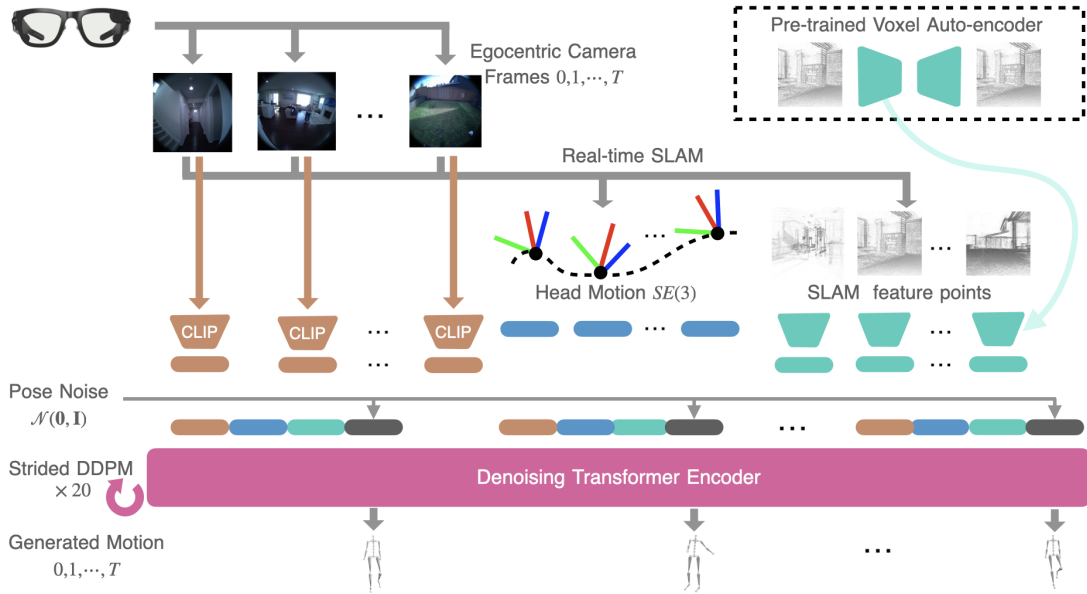 Pre-trained Voxel Auto-encoder
Egocentric Camera
Frames 0,1,⋯,T
...
Real-time SLAM
...
...
Head Motion SE(3)
SLAM feature points
CLIP
CLIP
...
CLIP
...
...
...
...
Pose Noise
𝒩(0, I)
...
Strided DDPM
× 20
Denoising Transformer Encoder
Generated Motion
0,1,⋯,T
...